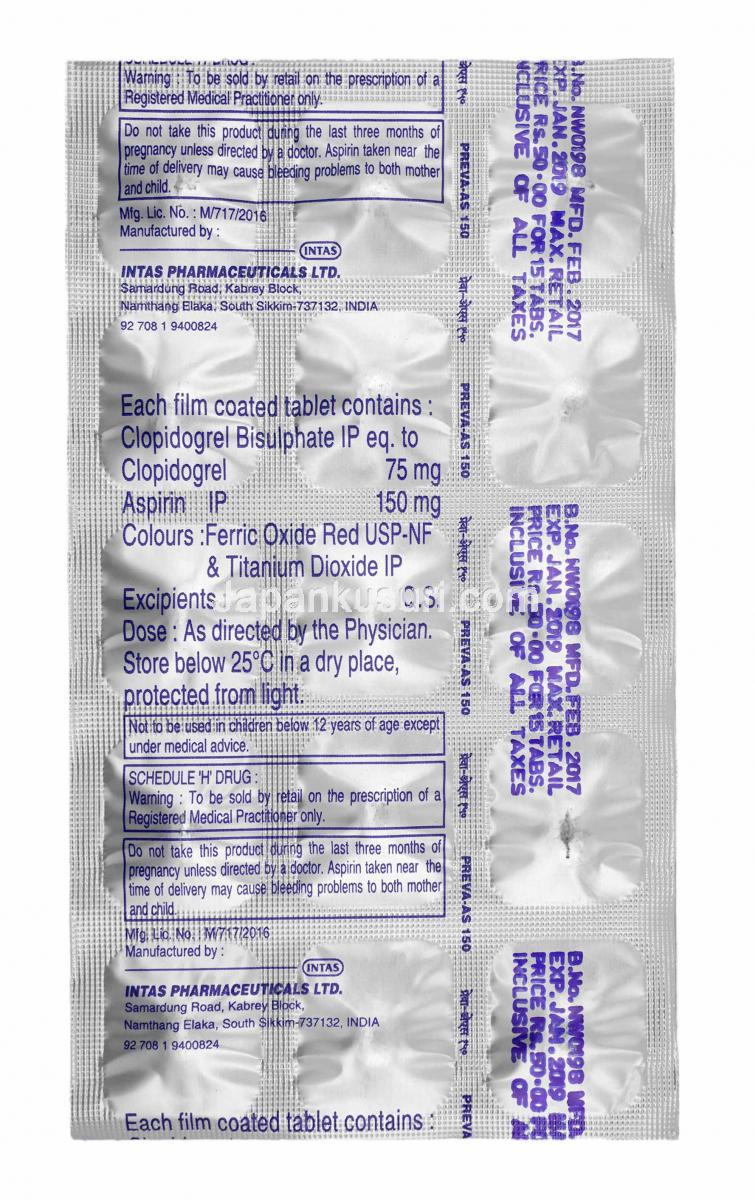 SCHEDULE 'H' DRUG :
Warning : To be sold by retail on the prescription of a
Registered Medical Practitioner only.
Do not take this product during the last three months of
pregnancy unless directed by a doctor. Aspirin taken near the
time of delivery may cause bleeding problems to both mother
and child.
Mfg. Lic. No. : M/717/2016
Manufactured by :
INTAS
INTAS PHARMACEUTICALS LTD.
Samardung Road, Kabrey Block,
Namthang Elaka, South Sikkim-737132, INDIA
92 708 1 9400824
Each film coated tablet contains :
Clopidogrel Bisulphate IP eq. to
Clopidogrel 75 mg
Aspirin IP 150 mg
Colours :Ferric Oxide Red USP-NF
& Titanium Dioxide IP
Excipients q.s.
Dose : As directed by the Physician.
Store below 25°C in a dry place,
protected from light.
Not to be used in children below 12 years of age except
under medical advice.
SCHEDULE 'H' DRUG :
Warning : To be sold by retail on the prescription of a
Registered Medical Practitioner only.
Do not take this product during the last three months of
pregnancy unless directed by a doctor. Aspirin taken near the
time of delivery may cause bleeding problems to both mother
and child.
Mfg. Lic. No. : M/717/2016
Manufactured by :
INTAS
INTAS PHARMACEUTICALS LTD.
Samardung Road, Kabrey Block,
Namthang Elaka, South Sikkim-737132, INDIA
92 708 1 9400824
Each film coated tablet contains :
PREVA-AS 150
PREVA-AS 150
PREVA-AS 150
PREVA-AS 150
PREVA
B.No. NW0198 MFD.FEB.2017
EXP.JAN.2019 MAX.RETAIL
PRICE Rs.50.00 FOR 15 TABS.
INCLUSIVE OF ALL TAXES
B.No. NW0198 MFD.FEB.2017
EXP.JAN.2019 MAX.RETAIL
PRICE Rs.50.00 FOR 15 TABS.
INCLUSIVE OF ALL TAXES
B.No. NW0198 MFD.
EXP.JAN.2019
PRICE Rs.50.00
INCLUSIVE OF
Japankusuri.com